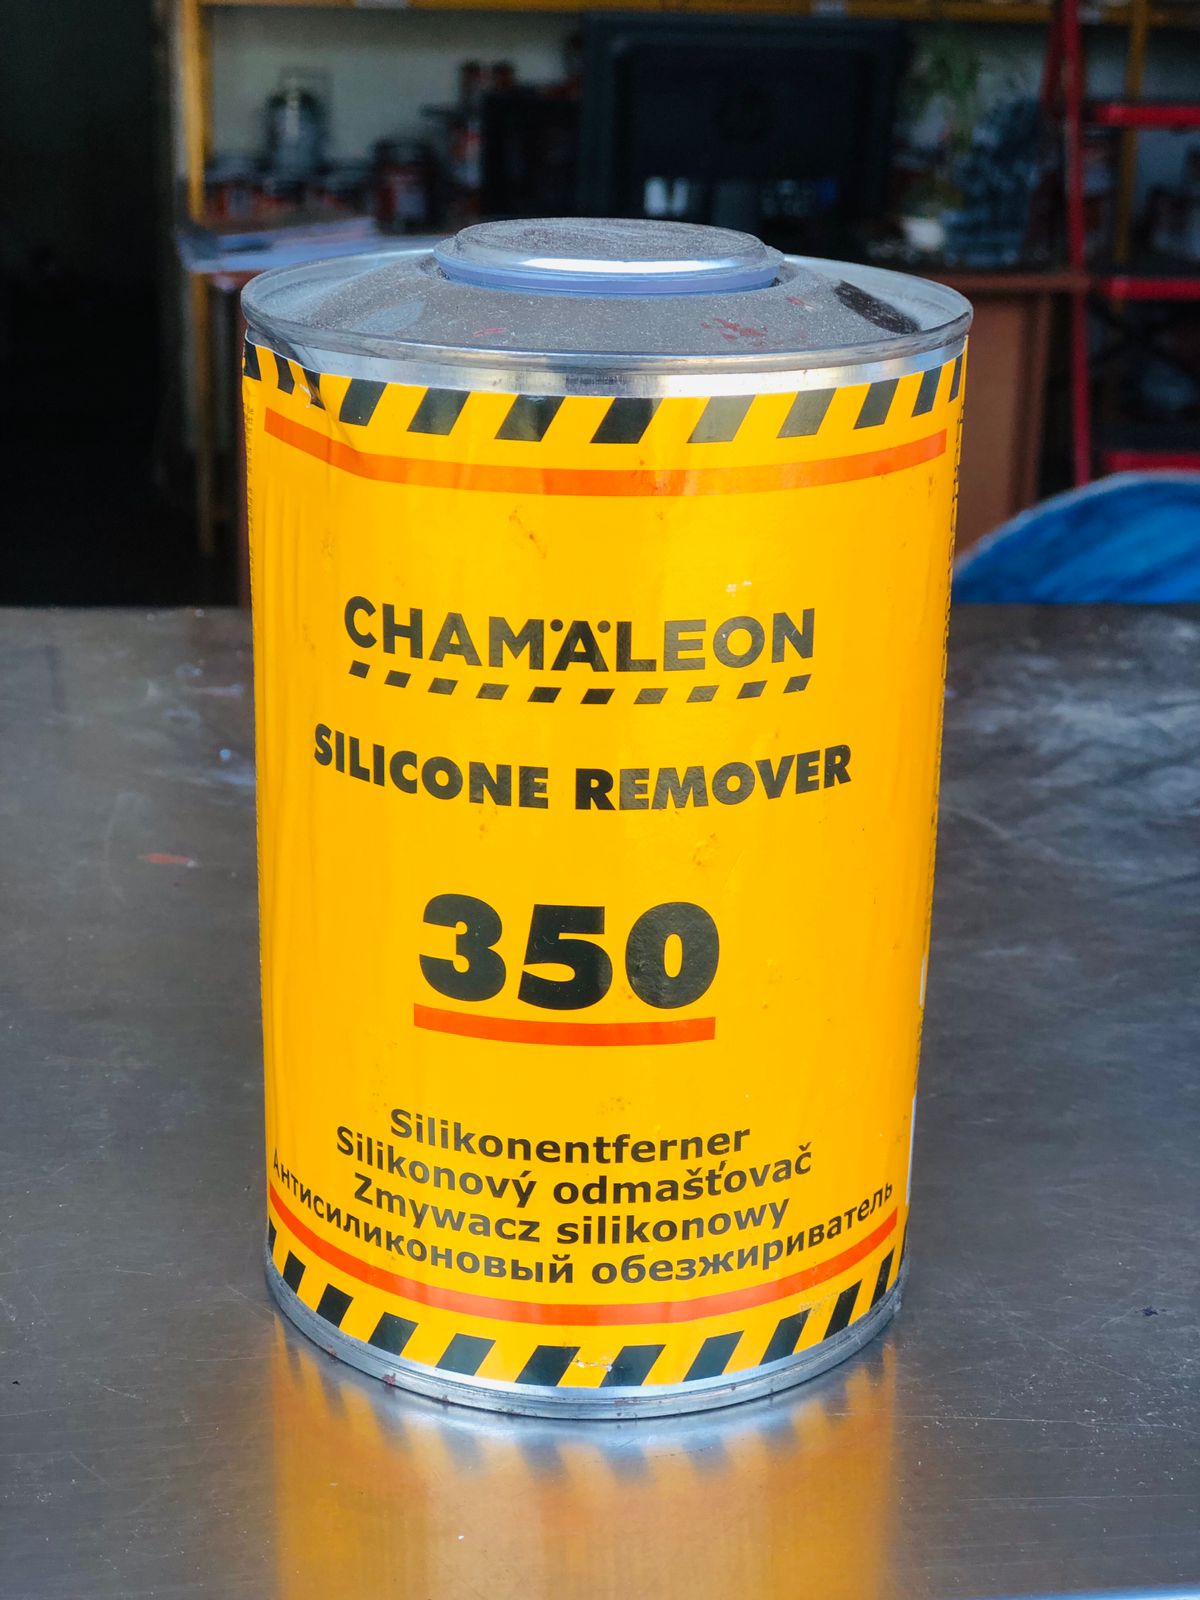 CHAMÄLEON
SILICONE REMOVER
350
Silikonentferner
Silikonový odmašťovač
Zmywacz silikonowy
Антисиликоновый обезжириватель